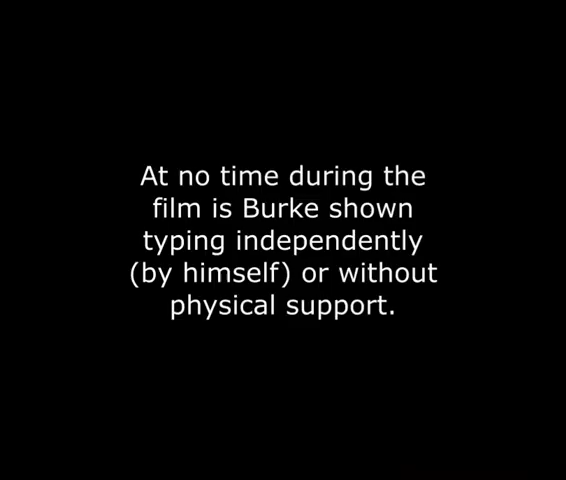 At no time during the
film is Burke shown
typing independently
(by himself) or without
physical support.